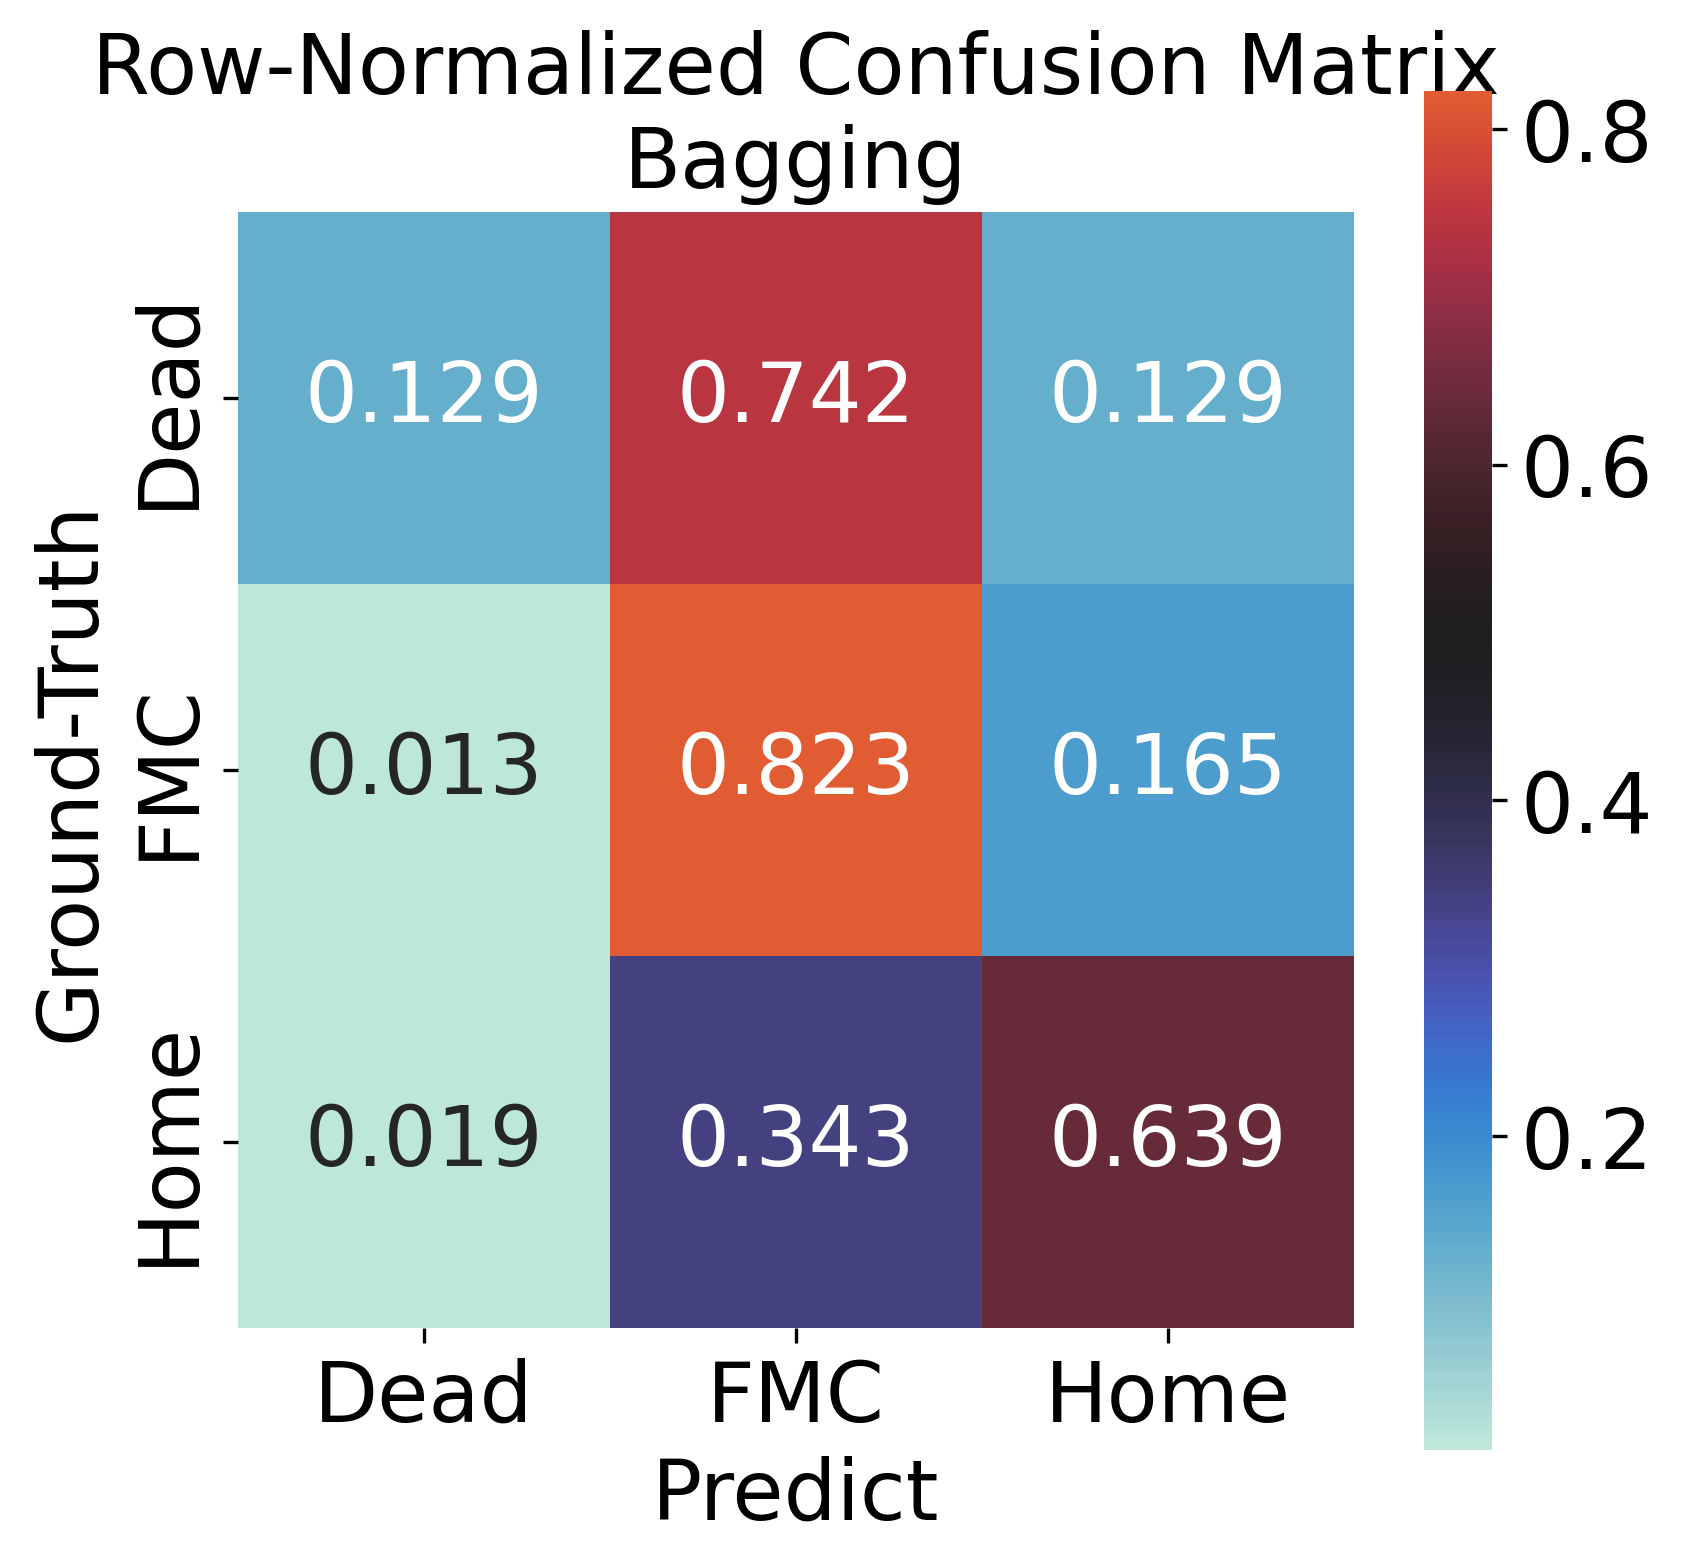 Row-Normalized Confusion Matrix
Bagging
Ground-Truth
Dead
0.129 0.742 0.129
FMC
0.013 0.823 0.165
Home
0.019 0.343 0.639
Dead FMC Home
Predict
0.8
0.6
0.4
0.2